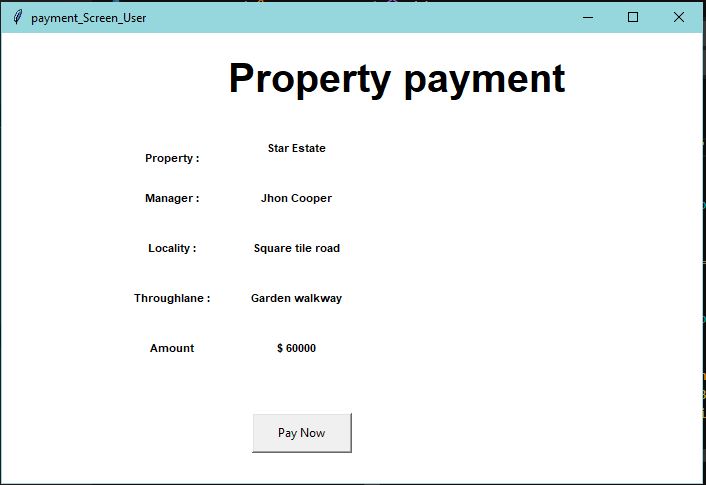 payment_Screen_User
Property payment
Property : Star Estate
Manager : Jhon Cooper
Locality : Square tile road
Throughlane : Garden walkway
Amount $ 60000
Pay Now